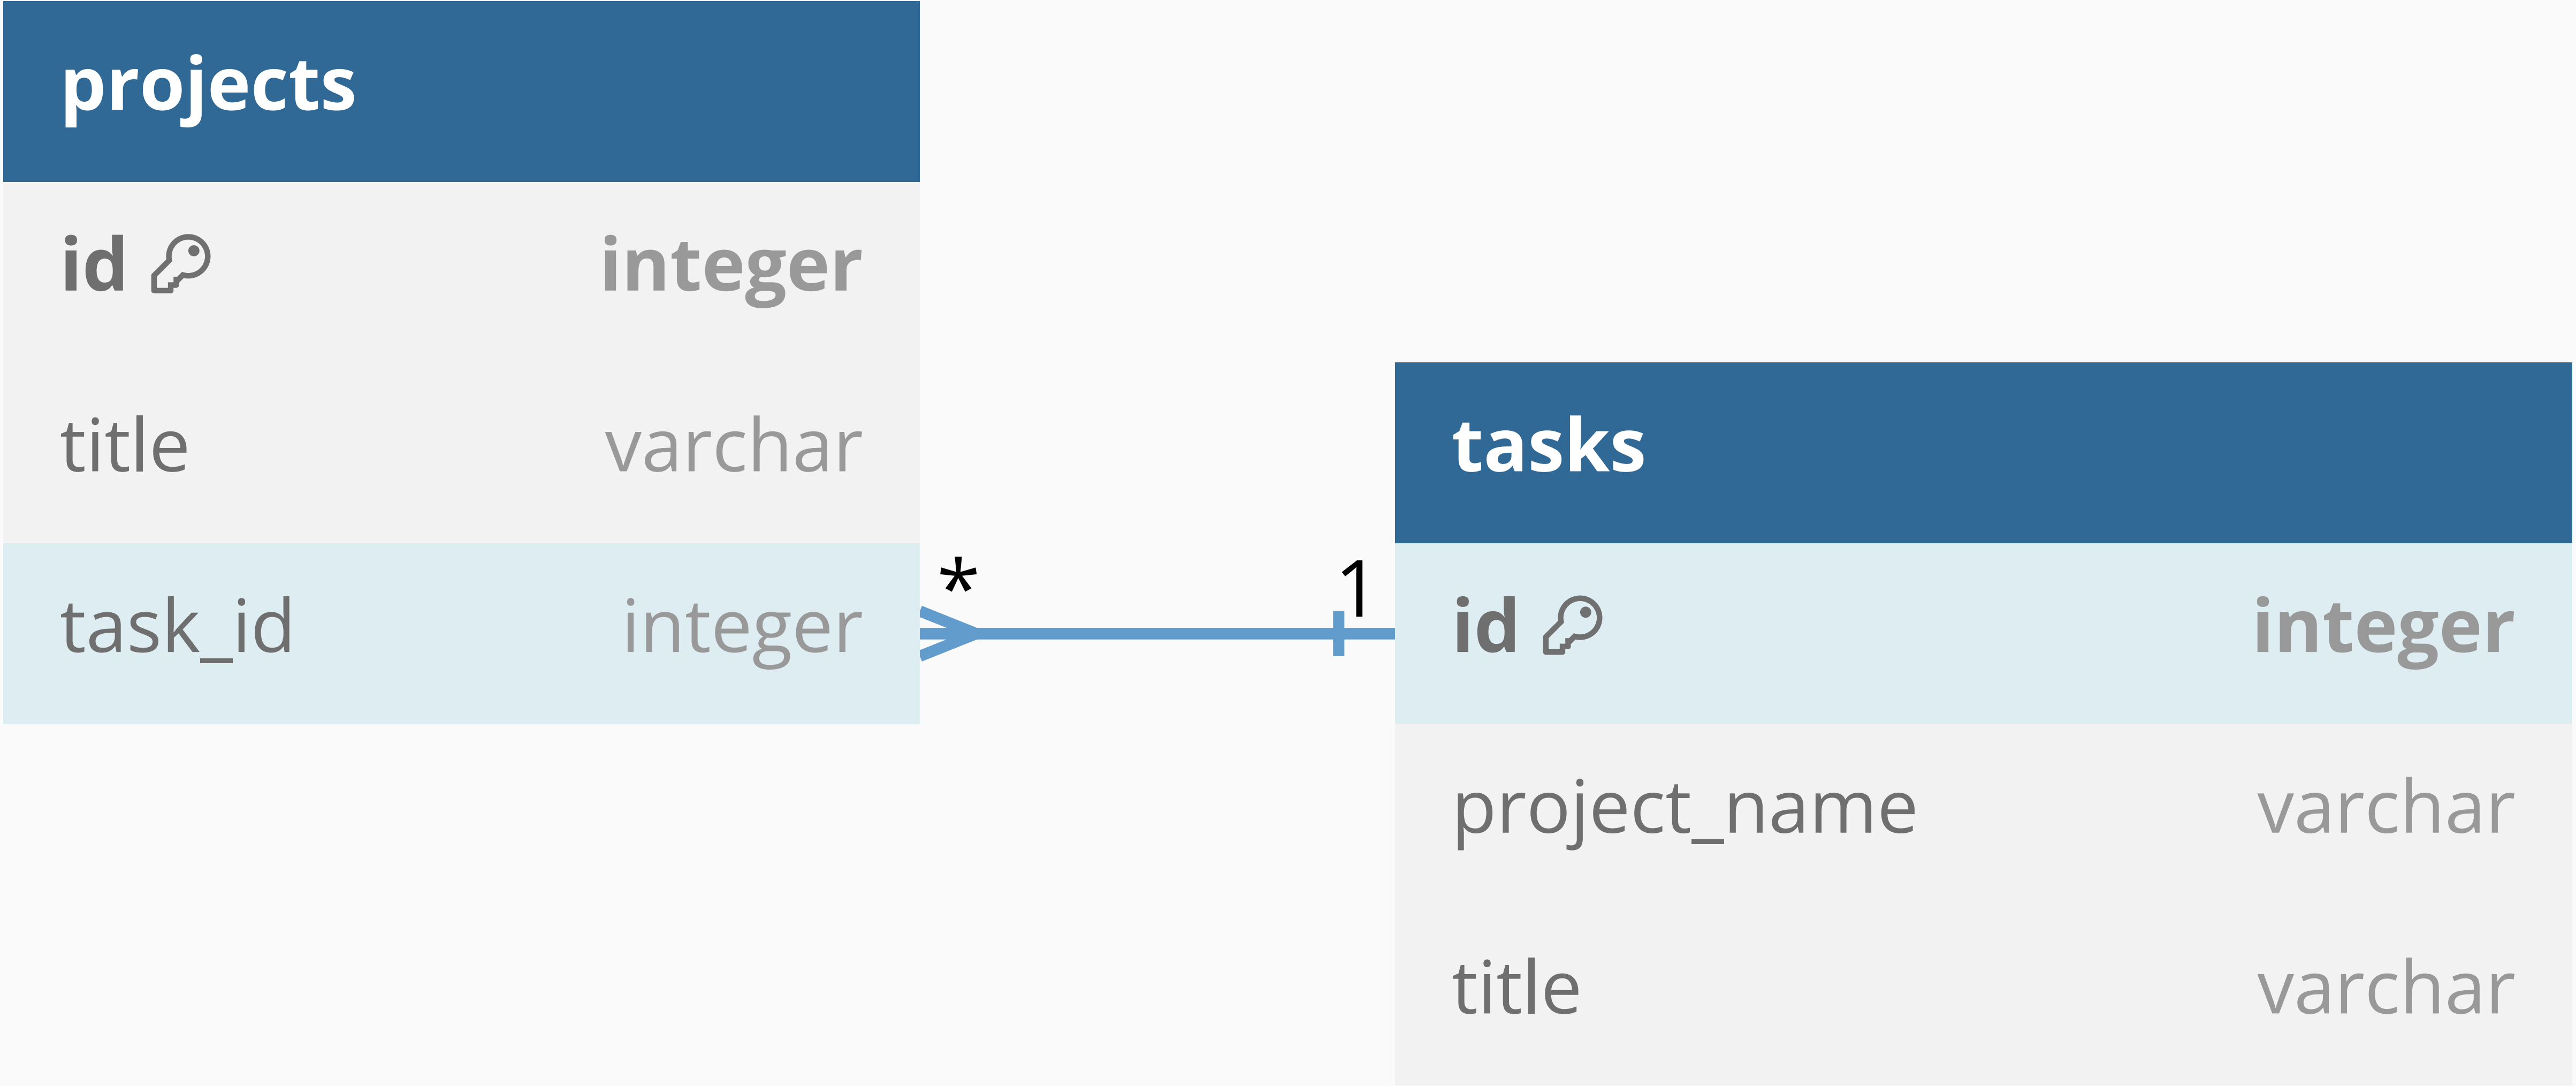 projects
id integer
title varchar
task_id integer
* 1
tasks
id integer
project_name varchar
title varchar